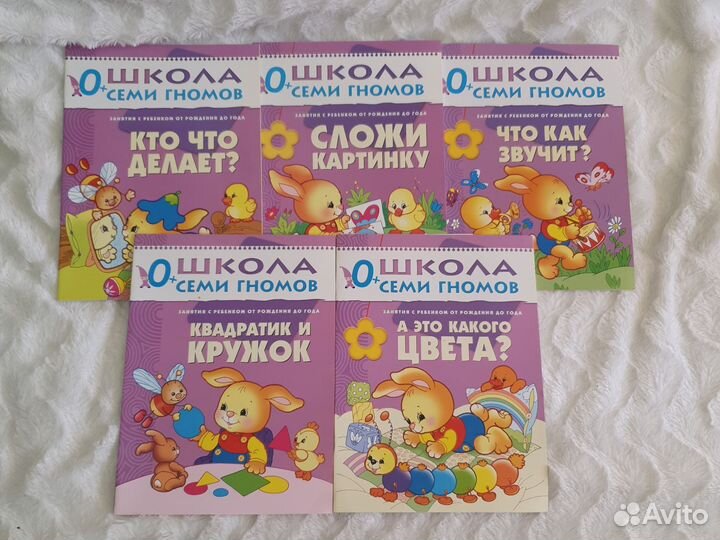 0+ ШКОЛА
СЕМИ ГНОМОВ
ЗАНЯТИЯ С РЕБЕНКОМ ОТ РОЖДЕНИЯ ДО ГОДА
КТО ЧТО
ДЕЛАЕТ?
0+ ШКОЛА
СЕМИ ГНОМОВ
ЗАНЯТИЯ С РЕБЕНКОМ ОТ РОЖДЕНИЯ ДО ГОДА
СЛОЖИ
КАРТИНКУ
0+ ШКОЛА
СЕМИ ГНОМОВ
ЗАНЯТИЯ С РЕБЕНКОМ ОТ РОЖДЕНИЯ ДО ГОДА
ЧТО КАК
ЗВУЧИТ?
0+ ШКОЛА
СЕМИ ГНОМОВ
ЗАНЯТИЯ С РЕБЕНКОМ ОТ РОЖДЕНИЯ ДО ГОДА
КВАДРАТИК И
КРУЖОК
0+ ШКОЛА
СЕМИ ГНОМОВ
ЗАНЯТИЯ С РЕБЕНКОМ ОТ РОЖДЕНИЯ ДО ГОДА
А ЭТО КАКОГО
ЦВЕТА?
Avito